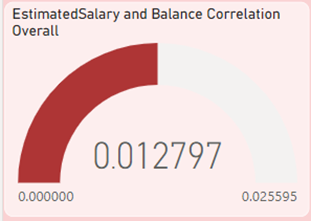 EstimatedSalary and Balance Correlation
Overall
0.012797
0.000000
0.025595